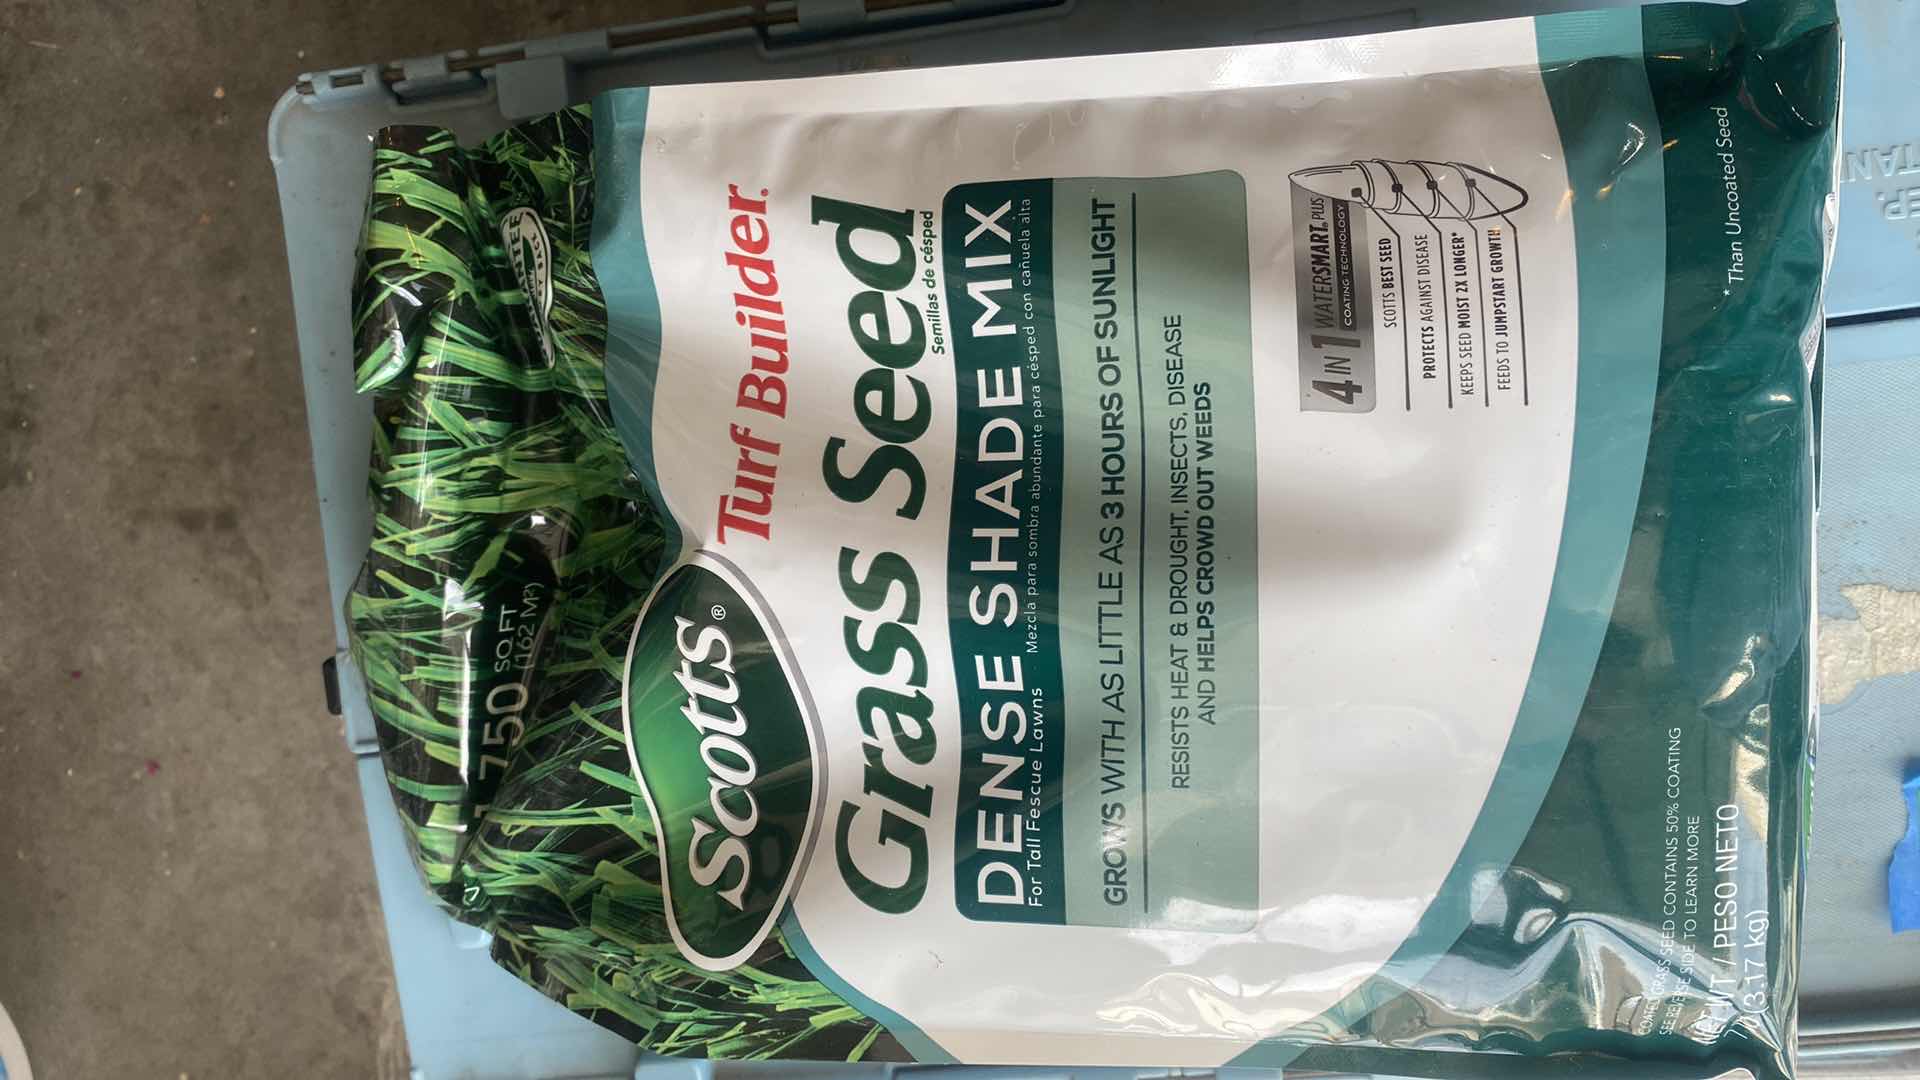 1,750 SQ FT
(162 M²)
Scotts®
Turf Builder®
Grass Seed
Semillas de césped
DENSE SHADE MIX
For Tall Fescue Lawns Mezcla para sombra abundante para césped con cañuela alta
GROWS WITH AS LITTLE AS 3 HOURS OF SUNLIGHT
RESISTS HEAT & DROUGHT, INSECTS, DISEASE
AND HELPS CROWD OUT WEEDS
4 IN 1 WATERSMART PLUS
COATING TECHNOLOGY
SCOTTS BEST SEED
PROTECTS AGAINST DISEASE
KEEPS SEED MOIST 2X LONGER*
FEEDS TO JUMPSTART GROWTH
* Than Uncoated Seed
COATED GRASS SEED CONTAINS 50% COATING
SEE REVERSE SIDE TO LEARN MORE
NET WT / PESO NETO
(3.17 kg)